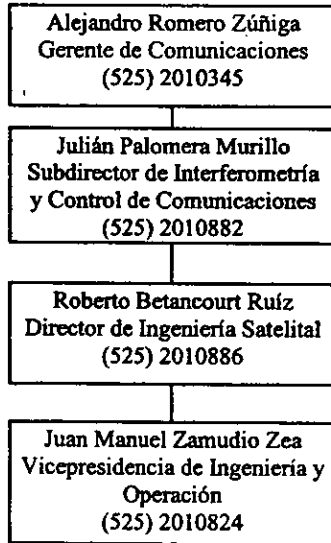 Alejandro Romero Zúñiga
Gerente de Comunicaciones
(525) 2010345
Julián Palomera Murillo
Subdirector de Interferometría
y Control de Comunicaciones
(525) 2010882
Roberto Betancourt Ruíz
Director de Ingeniería Satelital
(525) 2010886
Juan Manuel Zamudio Zea
Vicepresidencia de Ingeniería y
Operación
(525) 2010824